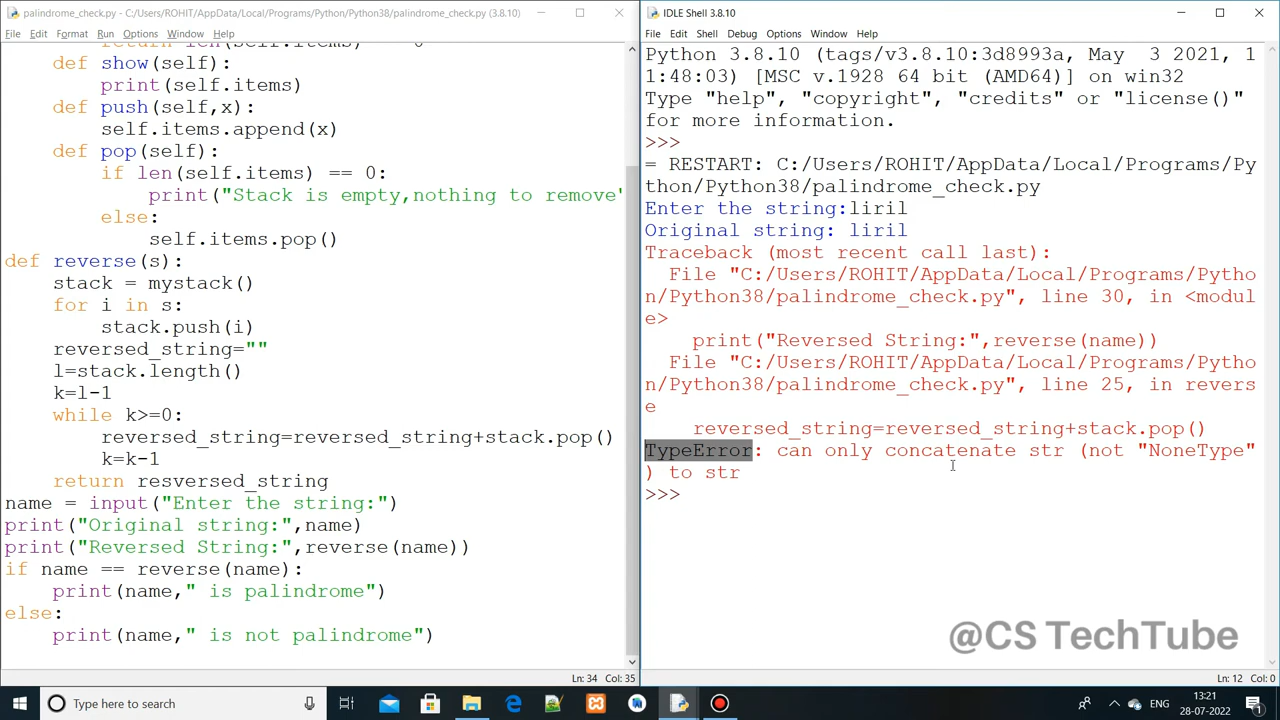 palindrome_check.py - C:/Users/ROHIT/AppData/Local/Programs/Python/Python38/palindrome_check.py (3.8.10)
File Edit Format Run Options Window Help
return len(self.items) 0
def show(self):
print(self.items)
def push(self,x):
self.items.append(x)
def pop(self):
if len(self.items) == 0:
print("Stack is empty,nothing to remove"
else:
self.items.pop()
def reverse(s):
stack = mystack()
for i in s:
stack.push(i)
reversed_string=""
l=stack.length()
k=l-1
while k>=0:
reversed_string=reversed_string+stack.pop()
k=k-1
return resversed_string
name = input("Enter the string:")
print("Original string:",name)
print("Reversed String:",reverse(name))
if name == reverse(name):
print(name," is palindrome")
else:
print(name," is not palindrome")
Ln: 34 Col: 35
IDLE Shell 3.8.10
File Edit Shell Debug Options Window Help
Python 3.8.10 (tags/v3.8.10:3d8993a, May 3 2021, 1
1:48:03) [MSC v.1928 64 bit (AMD64)] on win32
Type "help", "copyright", "credits" or "license()"
for more information.
>>>
= RESTART: C:/Users/ROHIT/AppData/Local/Programs/Py
thon/Python38/palindrome_check.py
Enter the string:liril
Original string: liril
Traceback (most recent call last):
File "C:/Users/ROHIT/AppData/Local/Programs/Pytho
n/Python38/palindrome_check.py", line 30, in <modul
e>
print("Reversed String:",reverse(name))
File "C:/Users/ROHIT/AppData/Local/Programs/Pytho
n/Python38/palindrome_check.py", line 25, in revers
e
reversed_string=reversed_string+stack.pop()
TypeError: can only concatenate str (not "NoneType"
) to str
>>>
@CS TechTube
Ln: 12 Col: 0
Type here to search
ENG
13:21
28-07-2022
1